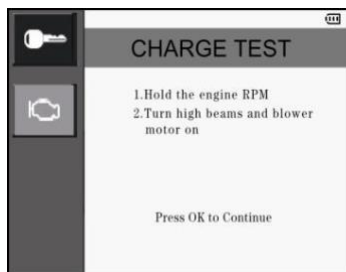 CHARGE TEST
1.Hold the engine RPM
2.Turn high beams and blower
motor on
Press OK to Continue